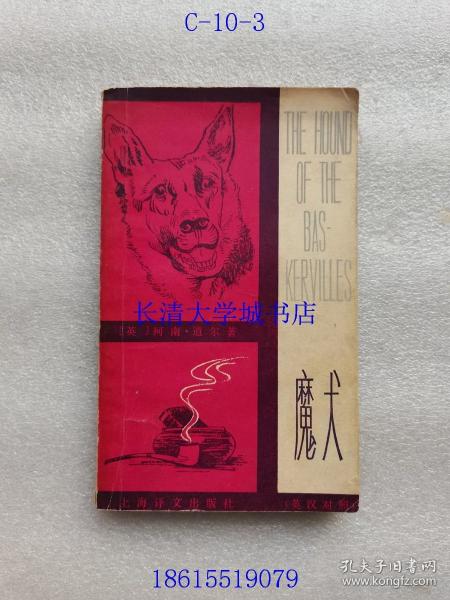 C-10-3
THE HOUND
OF THE
BAS-
KERVILLES
长清大学城书店
〔英〕柯南·道尔著
魔犬
上海译文出版社
(英汉对照)
孔夫子旧书网
www.kongfz.com
18615519079